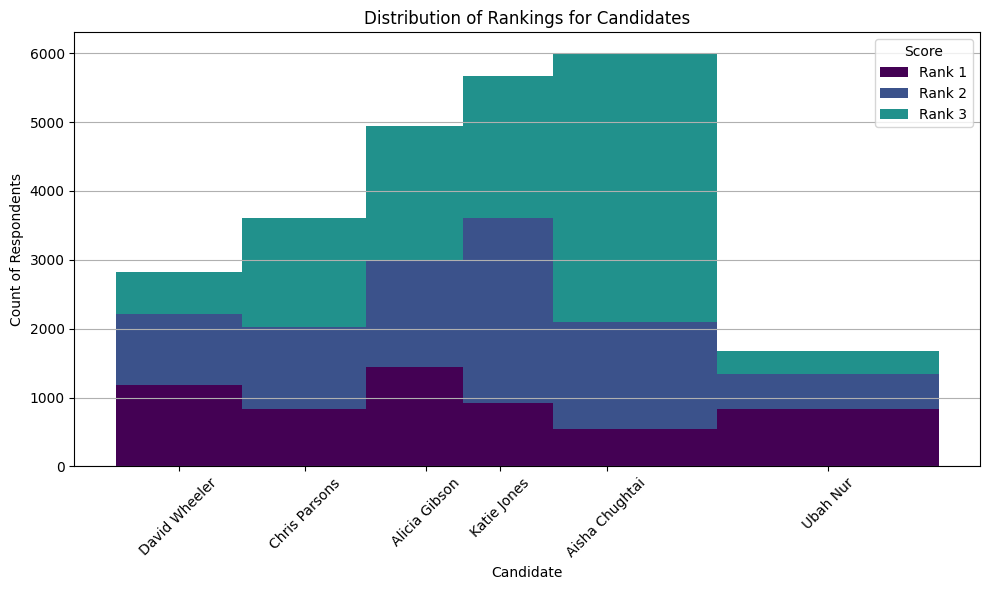 Distribution of Rankings for Candidates
Score
Rank 1
Rank 2
Rank 3
Count of Respondents
6000
5000
4000
3000
2000
1000
0
David Wheeler
Chris Parsons
Alicia Gibson
Katie Jones
Aisha Chughtai
Ubah Nur
Candidate